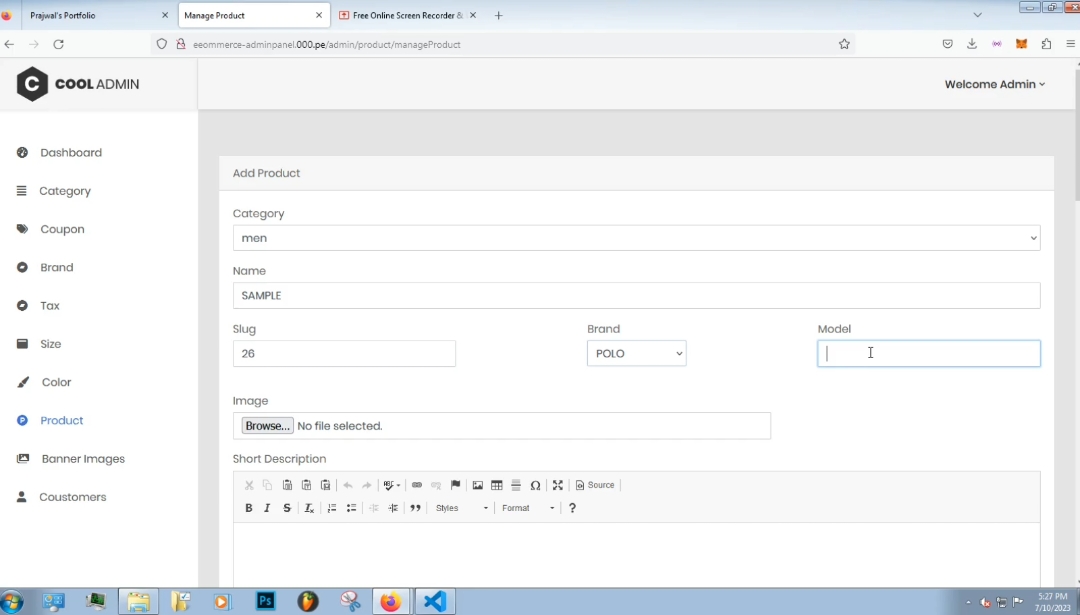 Prajwal's Portfolio
Manage Product
Free Online Screen Recorder &
eeommerce-adminpanel.000.pe/admin/product/manageProduct
C COOL ADMIN
Welcome Admin
Dashboard
Category
Coupon
Brand
Tax
Size
Color
Product
Banner Images
Coustomers
Add Product
Category
men
Name
SAMPLE
Slug
Brand
Model
26
POLO
Image
Browse... No file selected.
Short Description
Source
B I S Styles Format ?
Ps
5:27 PM
7/10/2023